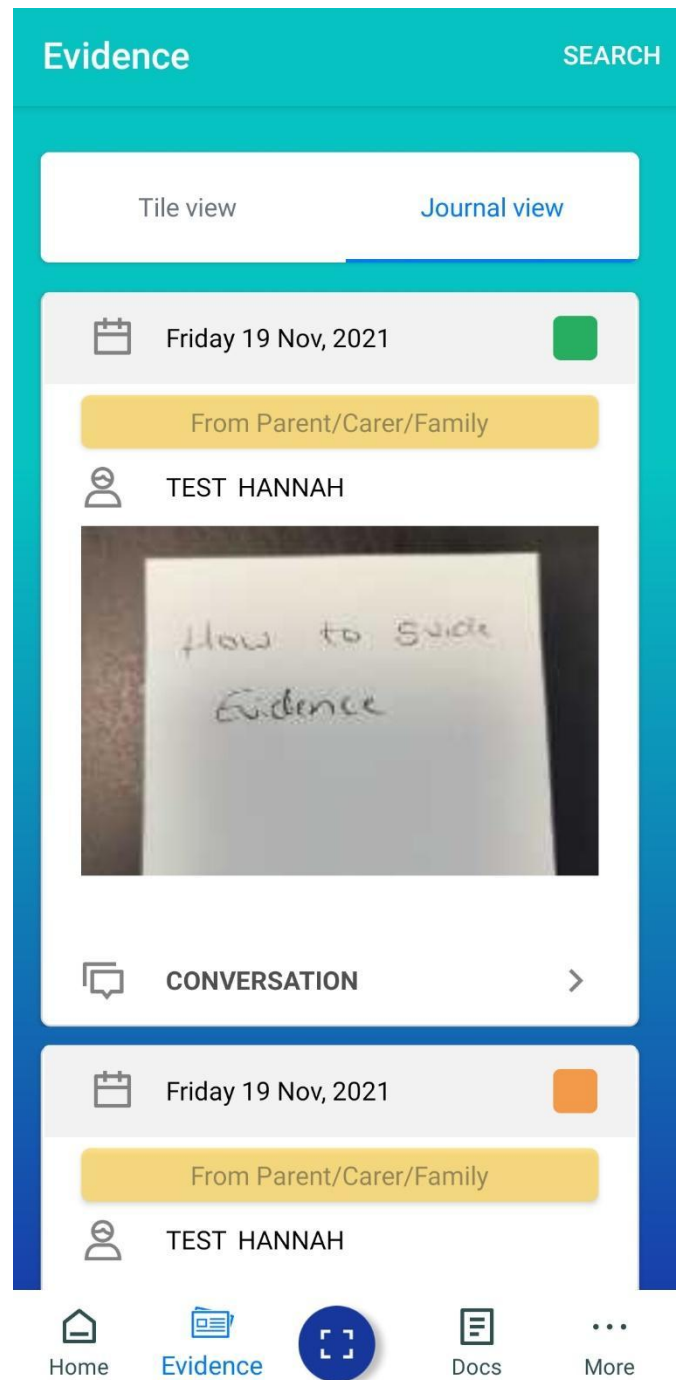 Evidence
SEARCH
Tile view
Journal view
Friday 19 Nov, 2021
From Parent/Carer/Family
TEST HANNAH
How to guide
Evidence
CONVERSATION
Friday 19 Nov, 2021
From Parent/Carer/Family
TEST HANNAH
Home
Evidence
Docs
More